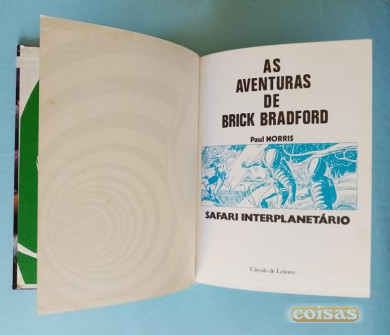 AS
AVENTURAS
DE
BRICK BRADFORD
Paul NORRIS
SAFARI INTERPLANETÁRIO
Círculo de Leitores
coisas